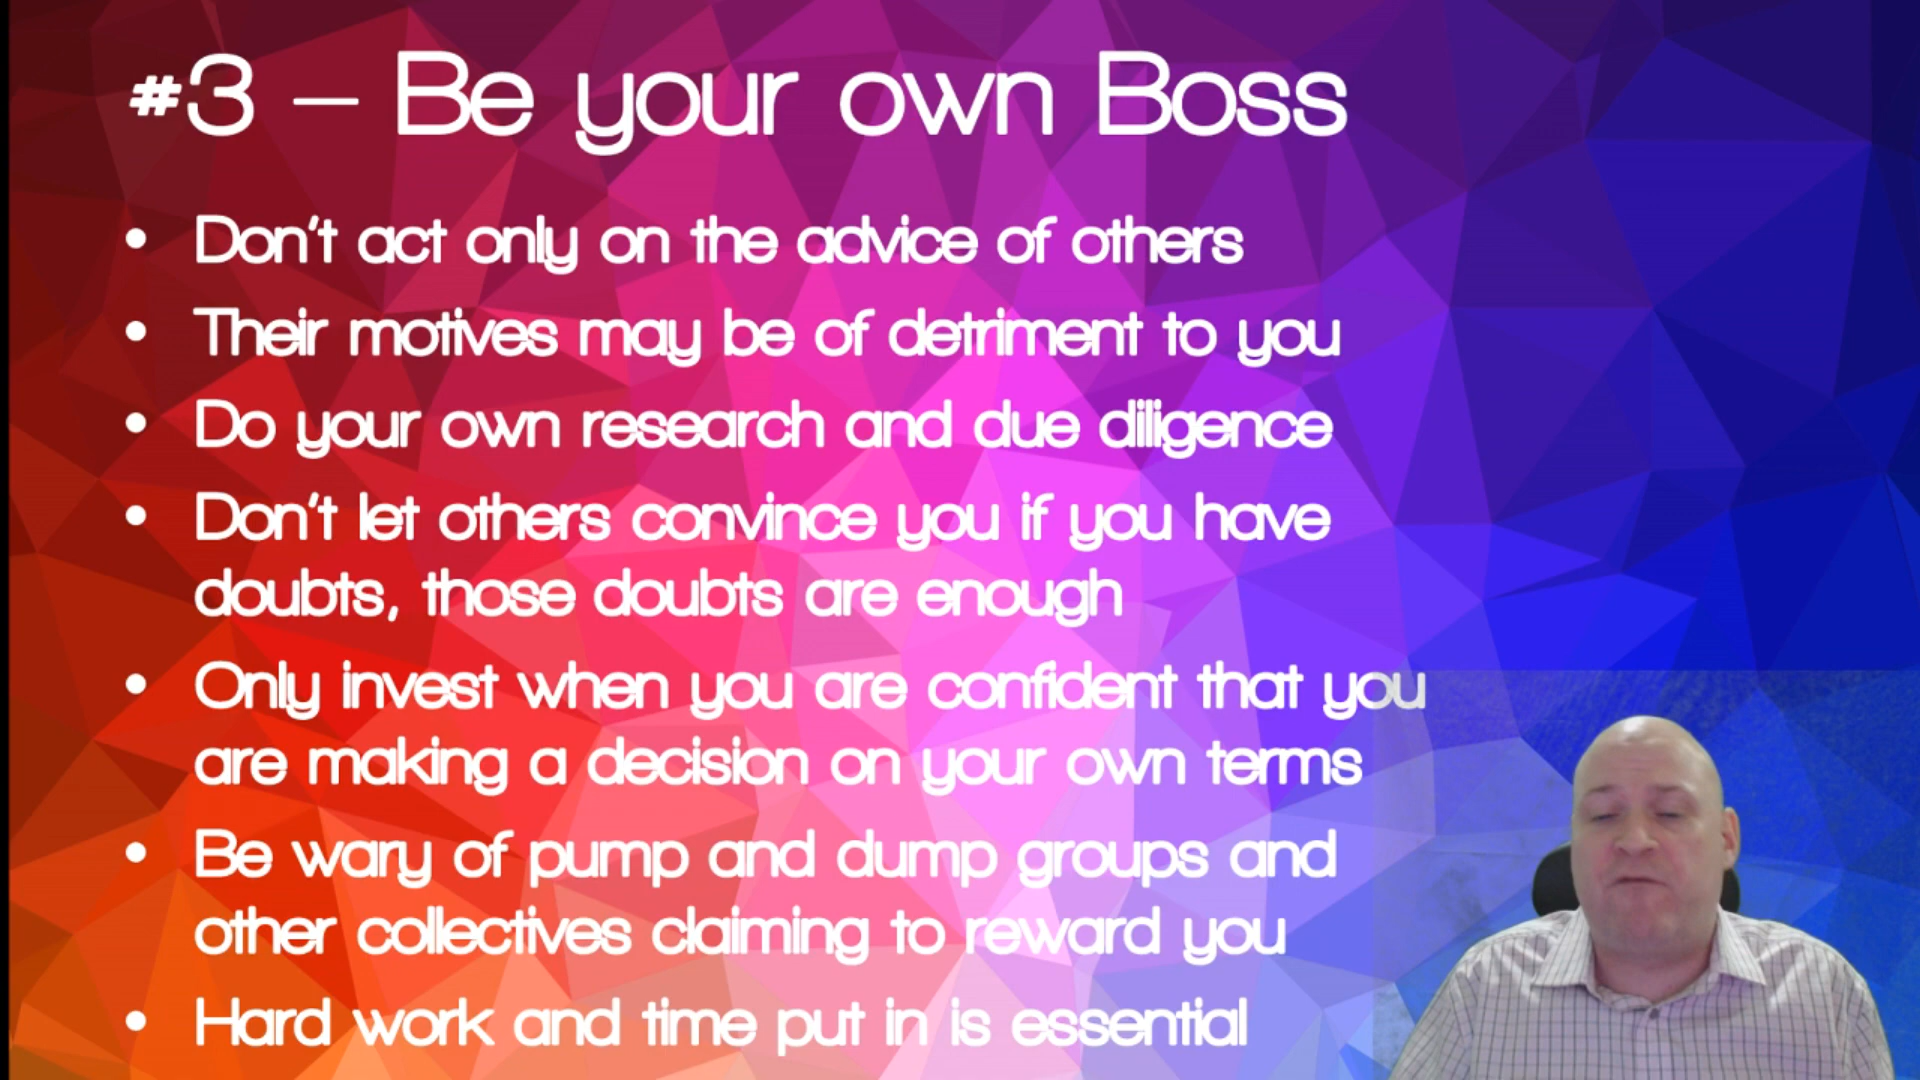 #3 – Be your own Boss
• Don't act only on the advice of others
• Their motives may be of detriment to you
• Do your own research and due diligence
• Don't let others convince you if you have
doubts, those doubts are enough
• Only invest when you are confident that you
are making a decision on your own terms
• Be wary of pump and dump groups and
other collectives claiming to reward you
• Hard work and time put in is essential